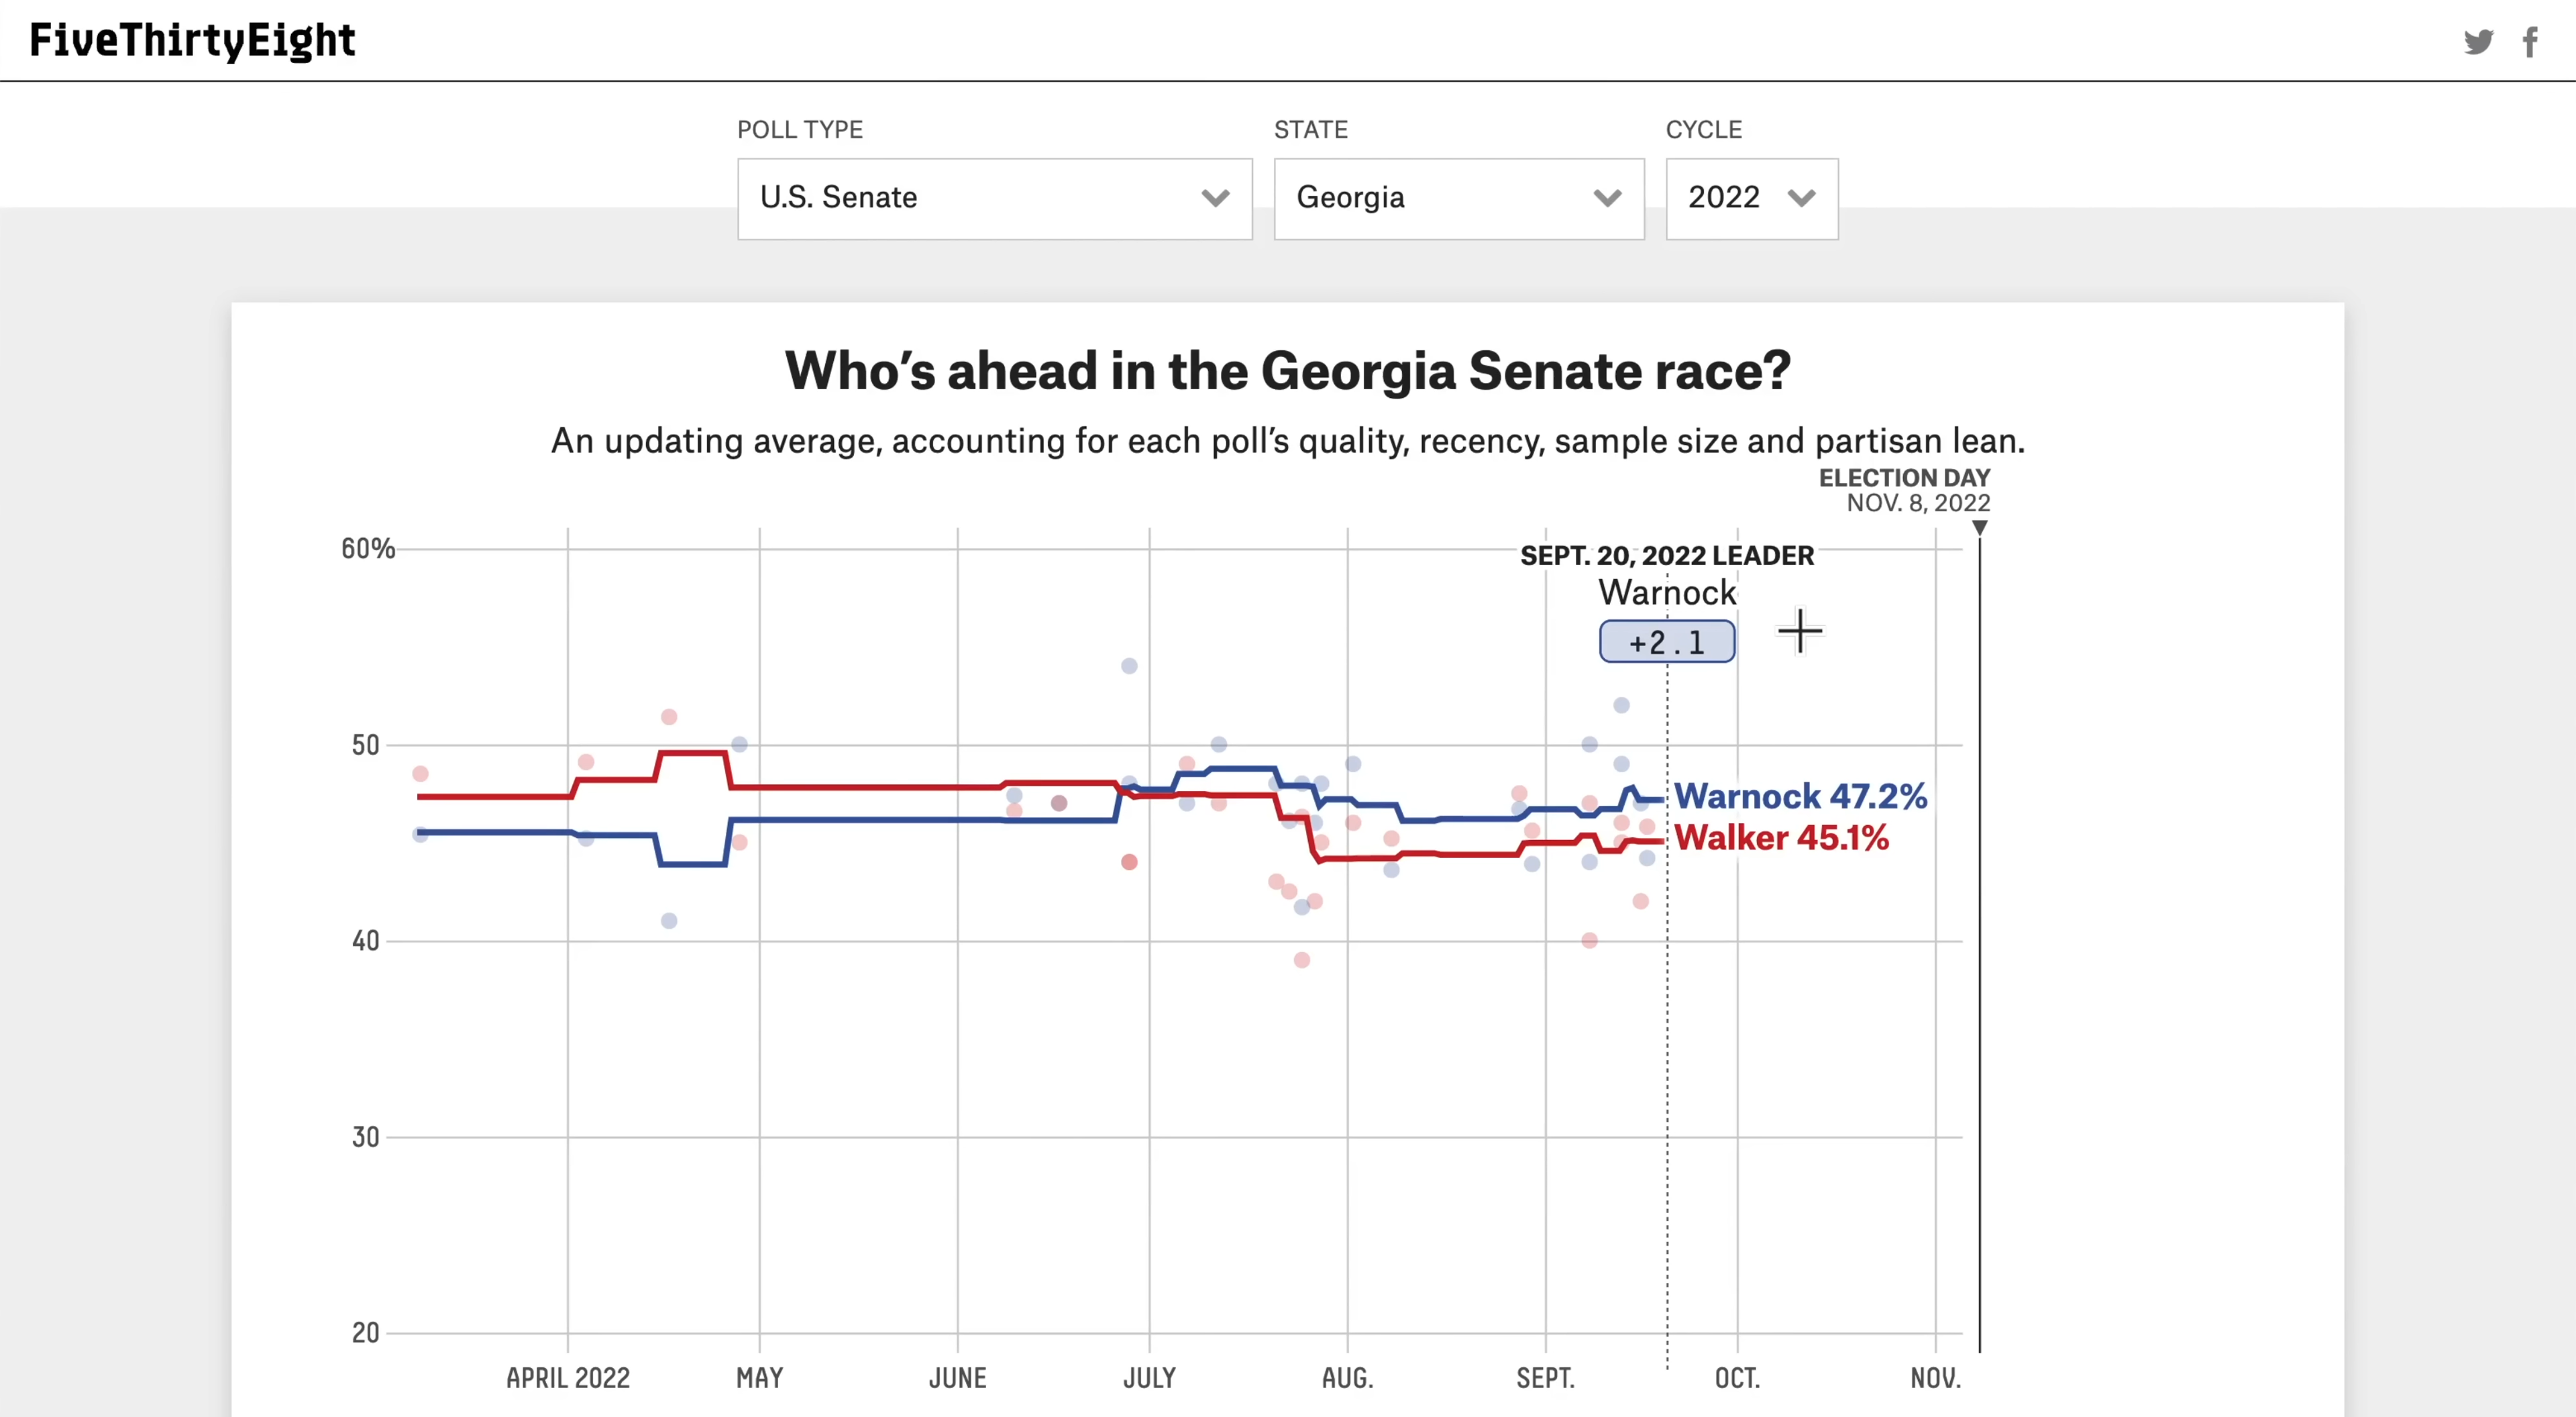 FiveThirtyEight
POLL TYPE
STATE
CYCLE
U.S. Senate
Georgia
2022
Who’s ahead in the Georgia Senate race?
An updating average, accounting for each poll’s quality, recency, sample size and partisan lean.
ELECTION DAY
NOV. 8, 2022
60%
SEPT. 20, 2022 LEADER
Warnock
+2.1
50
Warnock 47.2%
Walker 45.1%
40
30
20
APRIL 2022
MAY
JUNE
JULY
AUG.
SEPT.
OCT.
NOV.